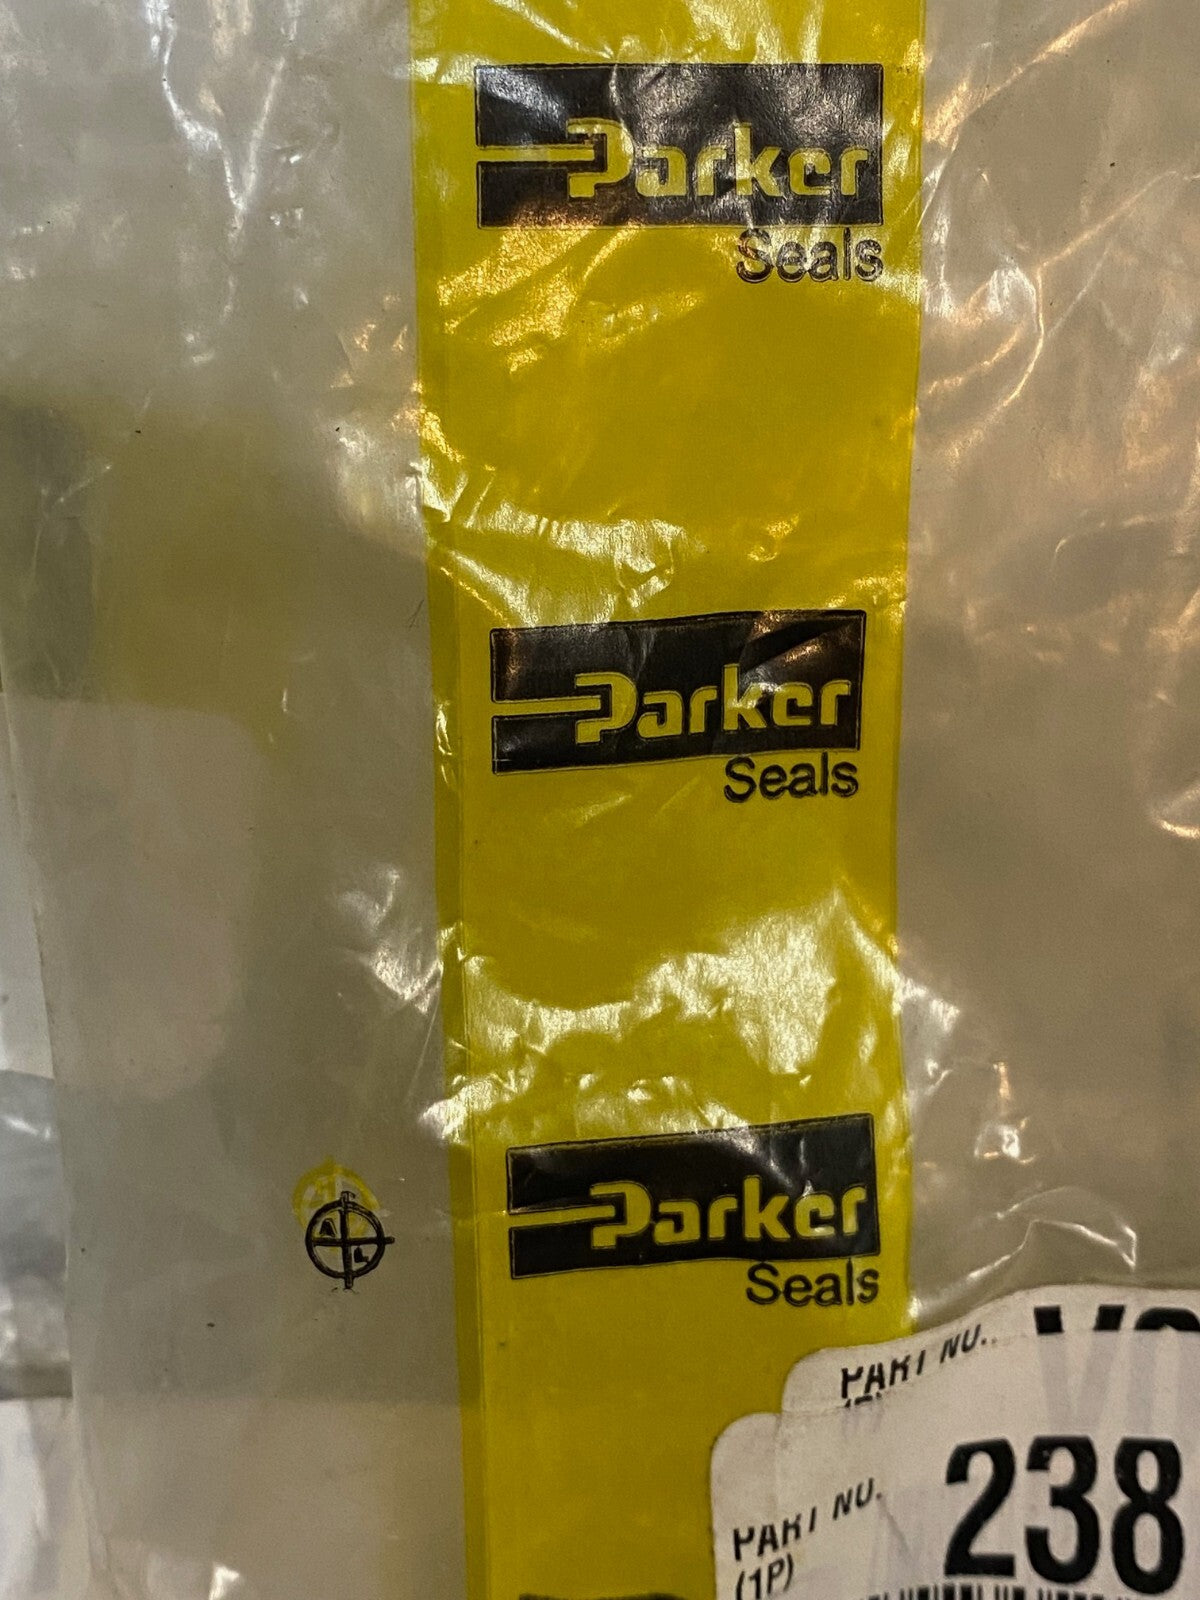 Parker
Seals
Parker
Seals
Parker
Seals
A
L
PART NO.
PART NO.
238
(1P)